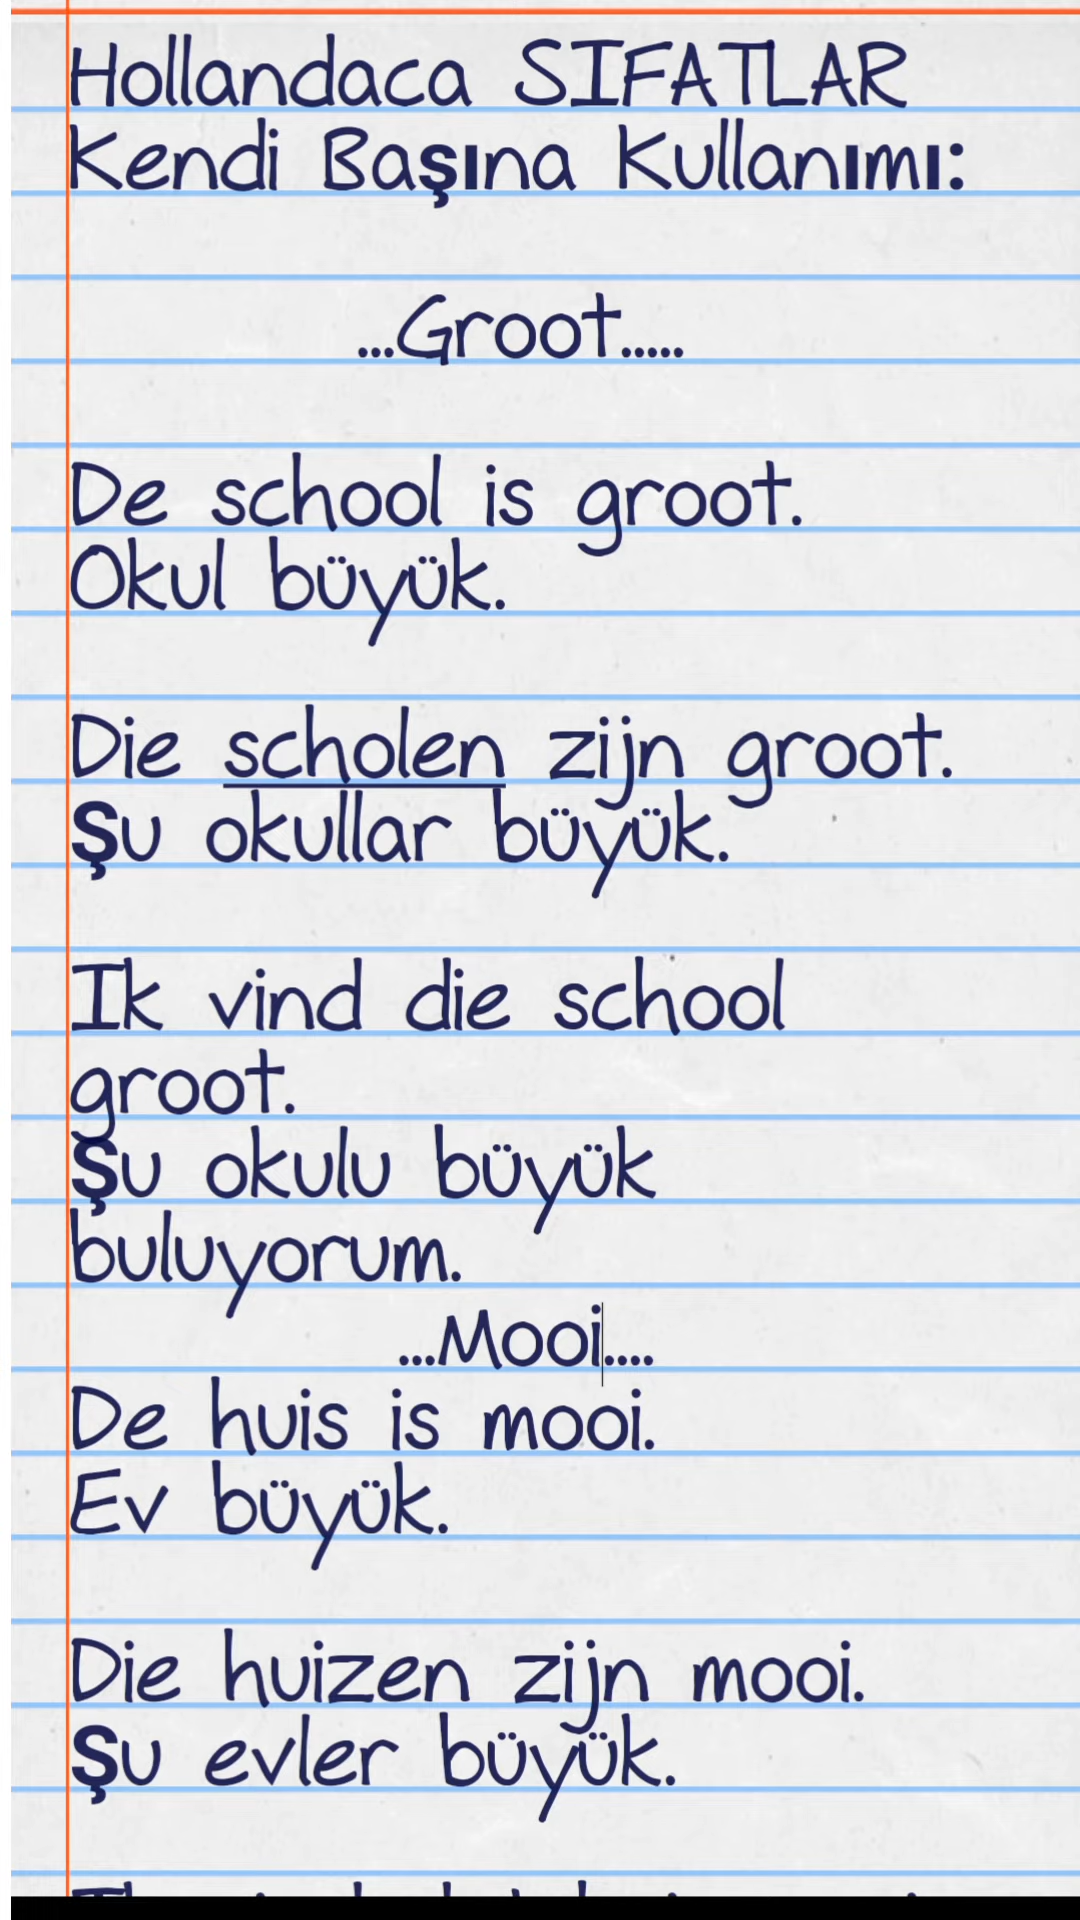 Hollandaca SIFATLAR
Kendi Başına Kullanımı:
...Groot.....
De school is groot.
Okul büyük.
Die scholen zijn groot.
Şu okullar büyük.
Ik vind die school
groot.
Şu okulu büyük
buluyorum.
...Mooi....
De huis is mooi.
Ev büyük.
Die huizen zijn mooi.
Şu evler büyük.